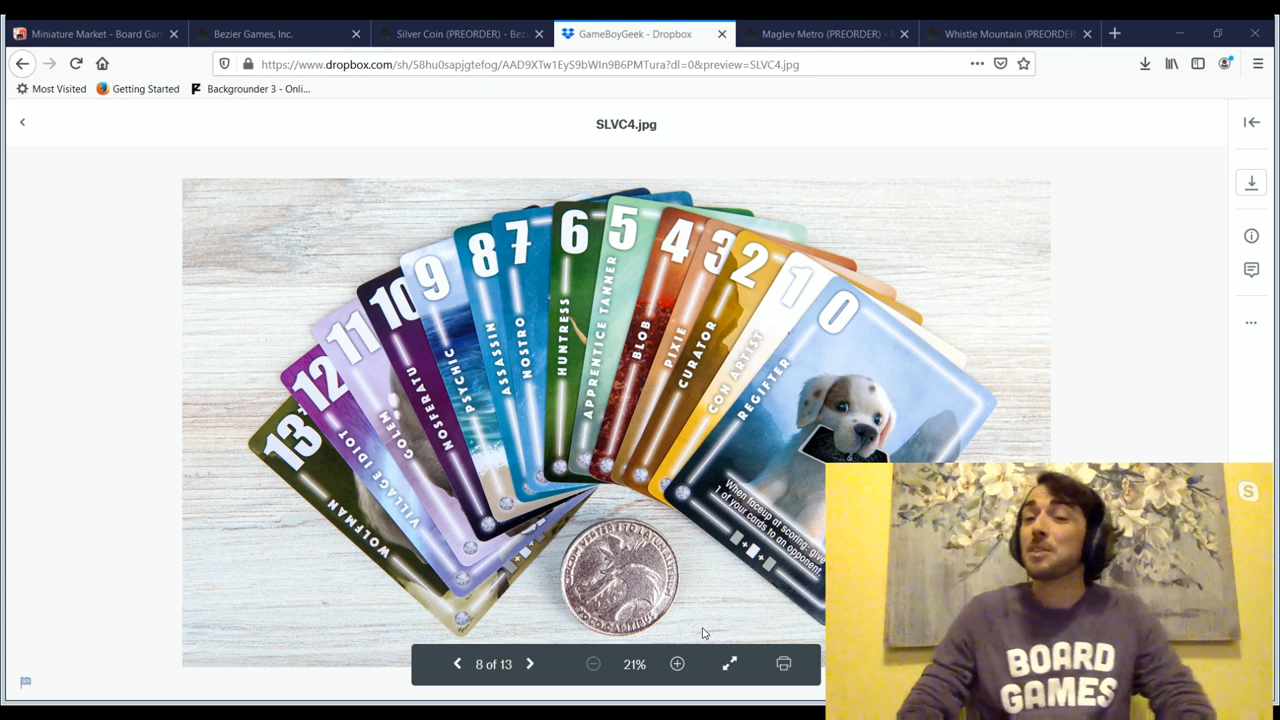 Miniature Market - Board Gam
Bezier Games, Inc.
Silver Coin (PREORDER) - Bezi
GameBoyGeek - Dropbox
Maglev Metro (PREORDER) - B
Whistle Mountain (PREORDER)
https://www.dropbox.com/sh/58hu0sapjgtefog/AAD9XTw1EyS9bWIn9B6PMTura?dl=0&preview=SLVC4.jpg
Most Visited
Getting Started
Backgrounder 3 - Onli...
SLVC4.jpg
13
WOLFMAN
12
VILLAGE IDIOT
11
GOLEM
10
NOSFERATU
9
PSYCHIC
8
ASSASSIN
7
NOSTRO
6
HUNTRESS
5
APPRENTICE TANNER
4
BLOB
3
PIXIE
2
CURATOR
1
CON ARTIST
0
REGIFTER
When faceup at scoring: give
1 of your cards to an opponent.
8 of 13
21%
BOARD
GAMES